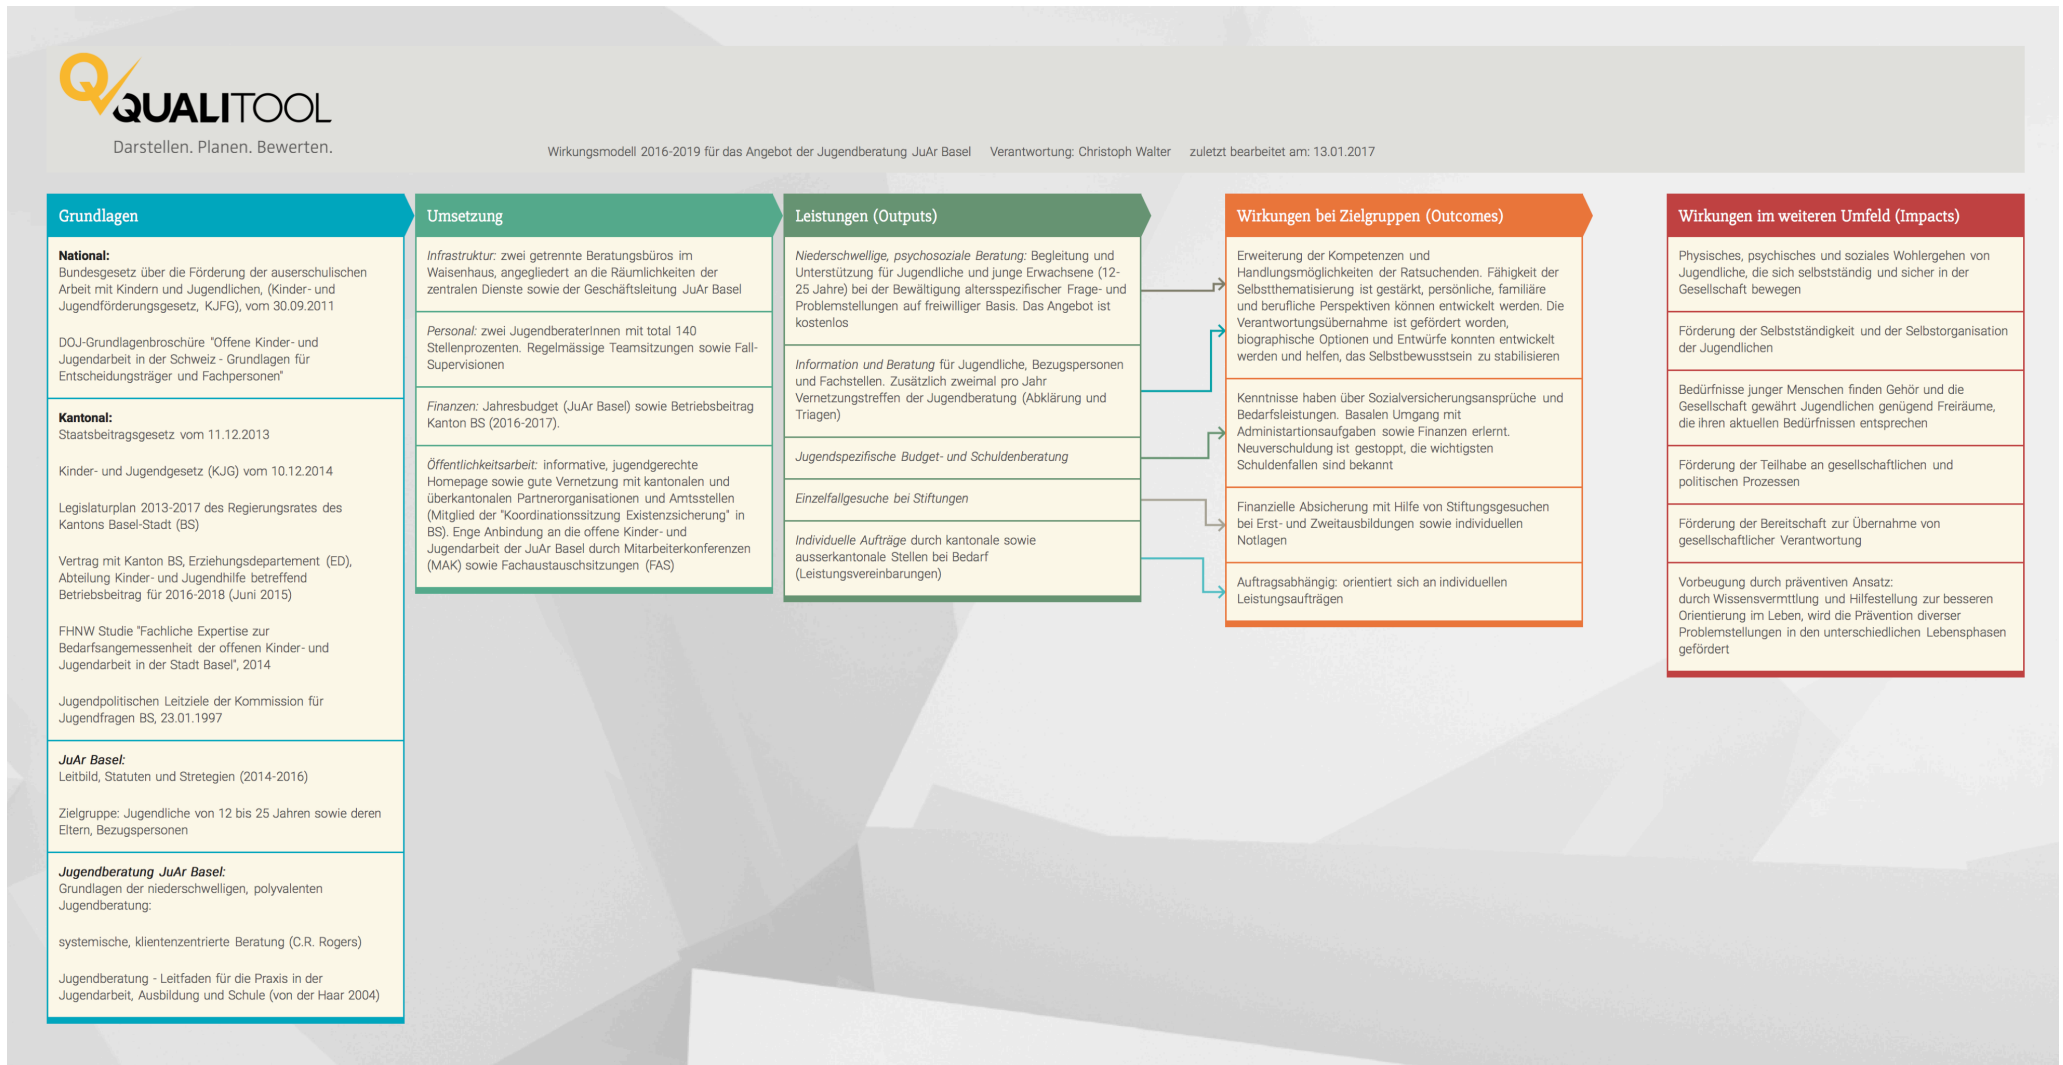 QUALITOOL
Darstellen. Planen. Bewerten.
Wirkungsmodell 2016-2019 für das Angebot der Jugendberatung JuAr Basel Verantwortung: Christoph Walter zuletzt bearbeitet am: 13.01.2017
Grundlagen
National:
Bundesgesetz über die Förderung der auserschulischen
Arbeit mit Kindern und Jugendlichen, (Kinder- und
Jugendförderungsgesetz, KJFG), vom 30.09.2011
DOJ-Grundlagenbroschüre "Offene Kinder- und
Jugendarbeit in der Schweiz - Grundlagen für
Entscheidungsträger und Fachpersonen"
Kantonal:
Staatsbeitragsgesetz vom 11.12.2013
Kinder- und Jugendgesetz (KJG) vom 10.12.2014
Legislaturplan 2013-2017 des Regierungsrates des
Kantons Basel-Stadt (BS)
Vertrag mit Kanton BS, Erziehungsdepartement (ED),
Abteilung Kinder- und Jugendhilfe betreffend
Betriebsbeitrag für 2016-2018 (Juni 2015)
FHNW Studie "Fachliche Expertise zur
Bedarfsangemessenheit der offenen Kinder- und
Jugendarbeit in der Stadt Basel", 2014
Jugendpolitischen Leitziele der Kommission für
Jugendfragen BS, 23.01.1997
JuAr Basel:
Leitbild, Statuten und Stretegien (2014-2016)
Zielgruppe: Jugendliche von 12 bis 25 Jahren sowie deren
Eltern, Bezugspersonen
Jugendberatung JuAr Basel:
Grundlagen der niederschwelligen, polyvalenten
Jugendberatung:
systemische, klientenzentrierte Beratung (C.R. Rogers)
Jugendberatung - Leitfaden für die Praxis in der
Jugendarbeit, Ausbildung und Schule (von der Haar 2004)
Umsetzung
Infrastruktur: zwei getrennte Beratungsbüros im
Waisenhaus, angegliedert an die Räumlichkeiten der
zentralen Dienste sowie der Geschäftsleitung JuAr Basel
Personal: zwei JugendberaterInnen mit total 140
Stellenprozenten. Regelmässige Teamsitzungen sowie Fall-
Supervisionen
Finanzen: Jahresbudget (JuAr Basel) sowie Betriebsbeitrag
Kanton BS (2016-2017).
Öffentlichkeitsarbeit: informative, jugendgerechte
Homepage sowie gute Vernetzung mit kantonalen und
überkantonalen Partnerorganisationen und Amtsstellen
(Mitglied der "Koordinationssitzung Existenzsicherung" in
BS). Enge Anbindung an die offene Kinder- und
Jugendarbeit der JuAr Basel durch Mitarbeiterkonferenzen
(MAK) sowie Fachaustauschsitzungen (FAS)
Leistungen (Outputs)
Niederschwellige, psychosoziale Beratung: Begleitung und
Unterstützung für Jugendliche und junge Erwachsene (12-
25 Jahre) bei der Bewältigung altersspezifischer Frage- und
Problemstellungen auf freiwilliger Basis. Das Angebot ist
kostenlos
Information und Beratung für Jugendliche, Bezugspersonen
und Fachstellen. Zusätzlich zweimal pro Jahr
Vernetzungstreffen der Jugendberatung (Abklärung und
Triagen)
Jugendspezifische Budget- und Schuldenberatung
Einzelfallgesuche bei Stiftungen
Individuelle Aufträge durch kantonale sowie
ausserkantonale Stellen bei Bedarf
(Leistungsvereinbarungen)
Wirkungen bei Zielgruppen (Outcomes)
Erweiterung der Kompetenzen und
Handlungsmöglichkeiten der Ratsuchenden. Fähigkeit der
Selbstthematisierung ist gestärkt, persönliche, familiäre
und berufliche Perspektiven können entwickelt werden. Die
Verantwortungsübernahme ist gefördert worden,
biographische Optionen und Entwürfe konnten entwickelt
werden und helfen, das Selbstbewusstsein zu stabilisieren
Kenntnisse haben über Sozialversicherungsansprüche und
Bedarfsleistungen. Basalen Umgang mit
Administartionsaufgaben sowie Finanzen erlernt.
Neuverschuldung ist gestoppt, die wichtigsten
Schuldenfallen sind bekannt
Finanzielle Absicherung mit Hilfe von Stiftungsgesuchen
bei Erst- und Zweitausbildungen sowie individuellen
Notlagen
Auftragsabhängig: orientiert sich an individuellen
Leistungsaufträgen
Wirkungen im weiteren Umfeld (Impacts)
Physisches, psychisches und soziales Wohlergehen von
Jugendliche, die sich selbstständig und sicher in der
Gesellschaft bewegen
Förderung der Selbstständigkeit und der Selbstorganisation
der Jugendlichen
Bedürfnisse junger Menschen finden Gehör und die
Gesellschaft gewährt Jugendlichen genügend Freiräume,
die ihren aktuellen Bedürfnissen entsprechen
Förderung der Teilhabe an gesellschaftlichen und
politischen Prozessen
Förderung der Bereitschaft zur Übernahme von
gesellschaftlicher Verantwortung
Vorbeugung durch präventiven Ansatz:
durch Wissensvermttlung und Hilfestellung zur besseren
Orientierung im Leben, wird die Prävention diverser
Problemstellungen in den unterschiedlichen Lebensphasen
gefördert